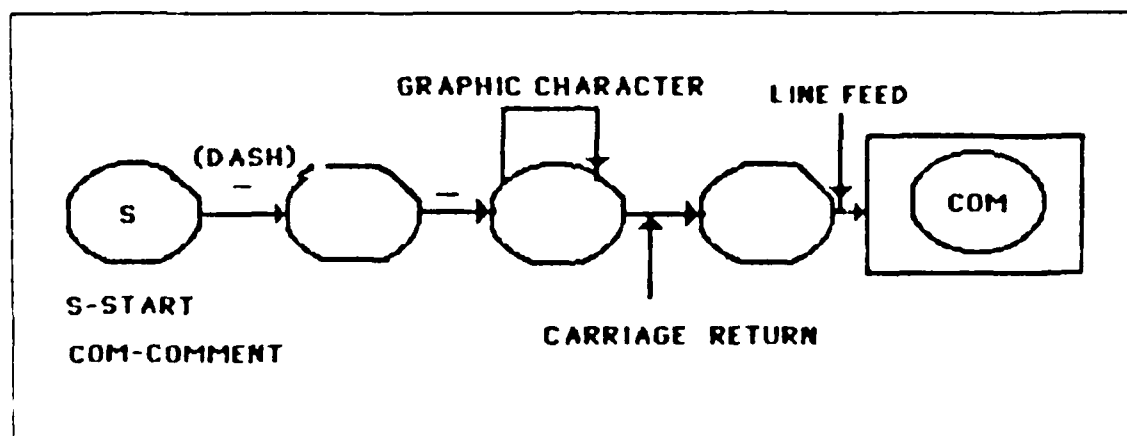 GRAPHIC CHARACTER
LINE FEED
(DASH)
–
–
S
COM
S-START
CARRIAGE RETURN
COM-COMMENT